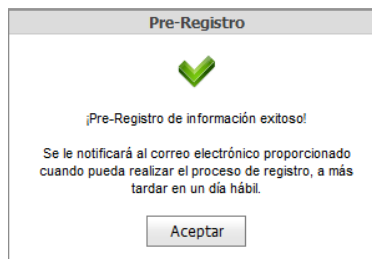 Pre-Registro
¡Pre-Registro de información exitoso!
Se le notificará al correo electrónico proporcionado
cuando pueda realizar el proceso de registro, a más
tardar en un día hábil.
Aceptar